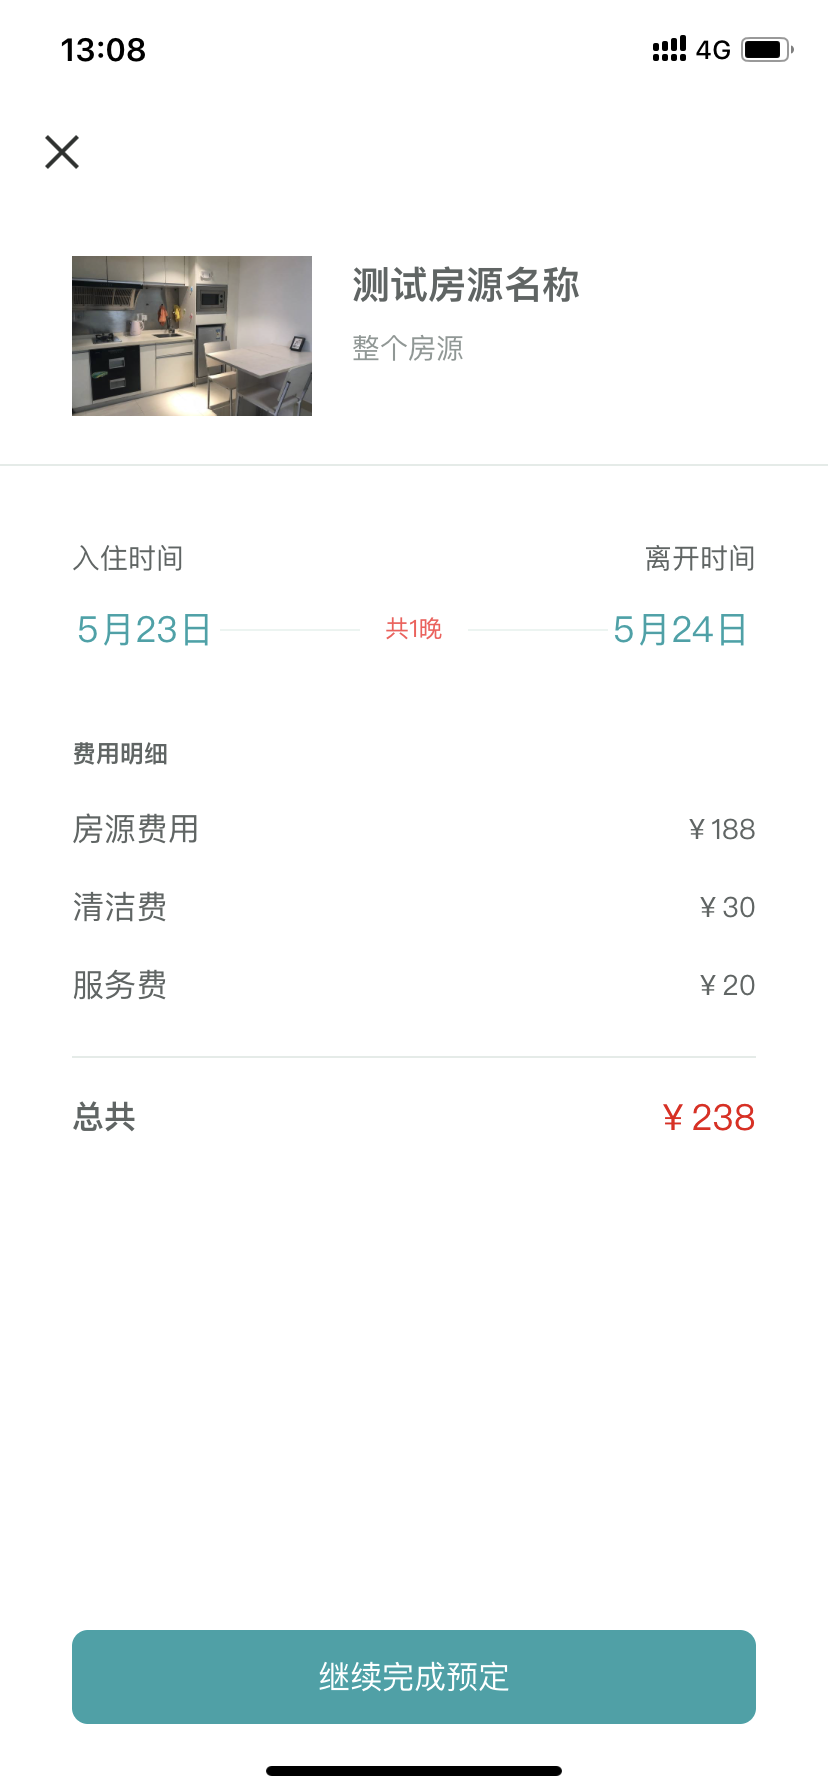 13:08
4G
测试房源名称
整个房源
入住时间
离开时间
5月23日
共1晚
5月24日
费用明细
房源费用
¥ 188
清洁费
¥ 30
服务费
¥ 20
总共
¥ 238
继续完成预定